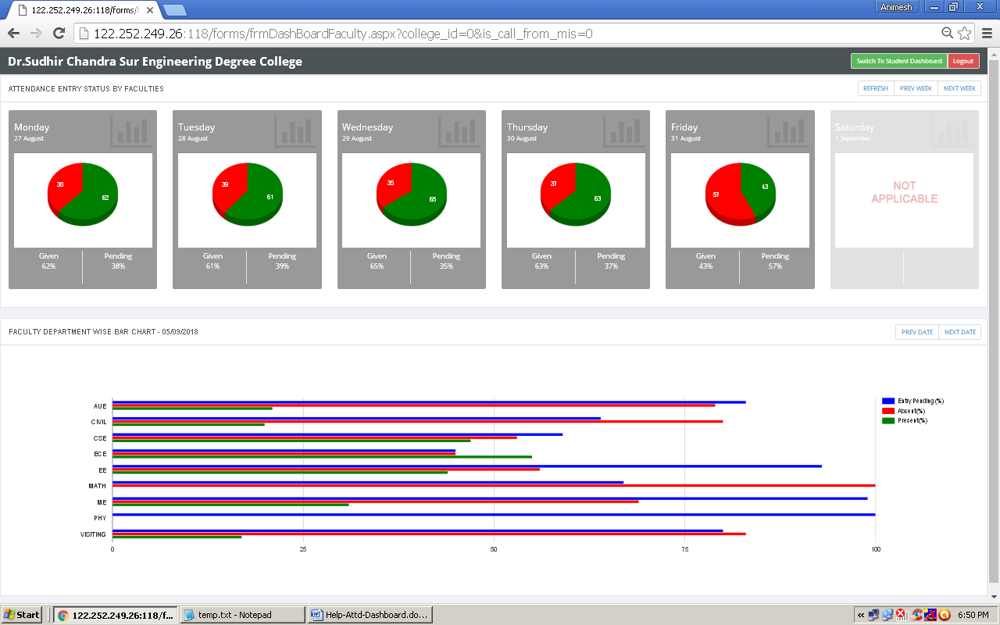 122.252.249.26:118/forms/f
Animesh
122.252.249.26:118/forms/frmDashBoardFaculty.aspx?college_id=0&is_call_from_mis=0
Dr.Sudhir Chandra Sur Engineering Degree College
Switch To Student Dashboard
Logout
ATTENDANCE ENTRY STATUS BY FACULTIES
REFRESH
PREV WEEK
NEXT WEEK
Monday
27 August
38
62
Given
62%
Pending
38%
Tuesday
28 August
39
61
Given
61%
Pending
39%
Wednesday
29 August
35
65
Given
65%
Pending
35%
Thursday
30 August
37
63
Given
63%
Pending
37%
Friday
31 August
57
43
Given
43%
Pending
57%
Saturday
1 September
NOT
APPLICABLE
FACULTY DEPARTMENT WISE BAR CHART - 05/09/2018
PREV DATE
NEXT DATE
AUE
CIVIL
CSE
ECE
EE
MATH
ME
PHY
VISITING
0
25
50
75
100
Entry Pending (%)
Absent(%)
Present(%)
Start
122.252.249.26:118/f...
temp.txt - Notepad
Help-Attd-Dashboard.do...
6:50 PM